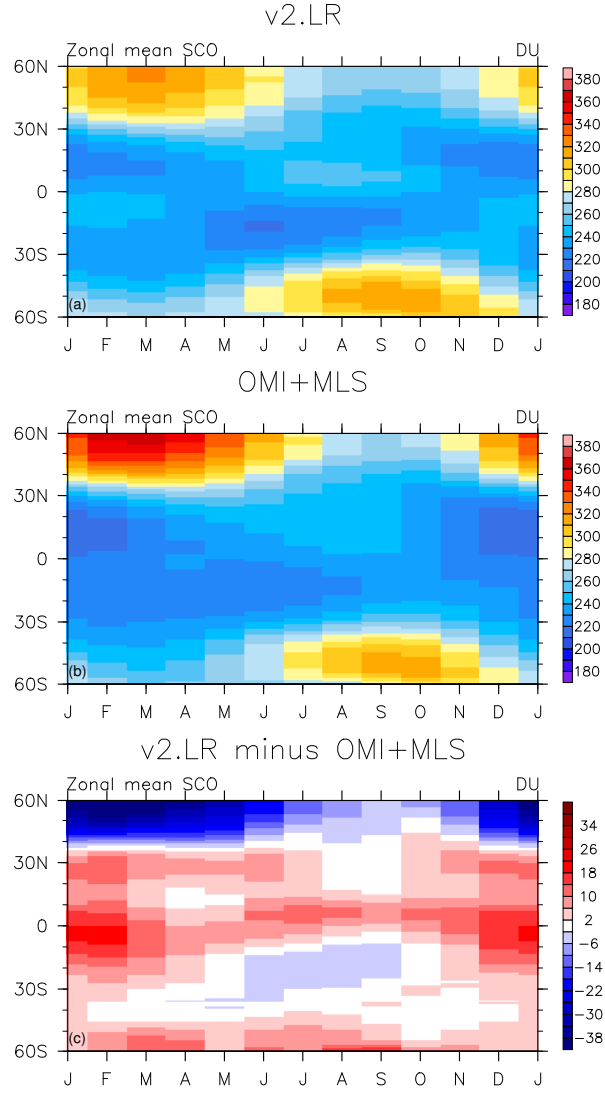 v2.LR
Zonal mean SCO DU
60N
30N
0
30S
60S
(a)
J F M A M J J A S O N D J
380
360
340
320
300
280
260
240
220
200
180
OMI+MLS
Zonal mean SCO DU
60N
30N
0
30S
60S
(b)
J F M A M J J A S O N D J
380
360
340
320
300
280
260
240
220
200
180
v2.LR minus OMI+MLS
Zonal mean SCO DU
60N
30N
0
30S
60S
(c)
J F M A M J J A S O N D J
34
26
18
10
2
−6
−14
−22
−30
−38